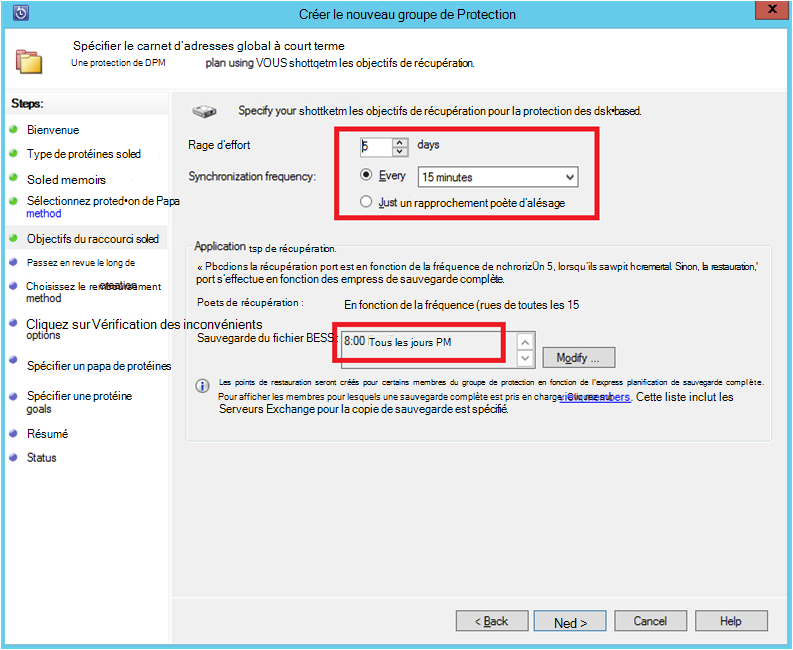 Créer le nouveau groupe de Protection
Spécifier le carnet d'adresses global à court terme
Une protection de DPM plan using VOUS shottqetm les objectifs de récupération.
Steps:
Bienvenue
Type de protéines soled
Soled memoirs
Sélectionnez proted•on de Papa
method
Objectifs du raccourci soled
Passez en revue le long de
Choisissez le remboursement
method
Cliquez sur Vérification des inconvénients
options
Spécifier un papa de protéines
Spécifier une protéine
goals
Résumé
Status
Specify your shottketm les objectifs de récupération pour la protection des dsk•based.
Rage d'effort
5 days
Synchronization frequency:
Every 15 minutes
Just un rapprochement poète d'alésage
Application tsp de récupération.
« Pbcdions la récupération port est en fonction de la fréquence de nchrorizÜn 5, lorsqu'ils sawpit hcremetal. Sinon, la restauration,'
port s'effectue en fonction des empress de sauvegarde complète.
Poets de récupération :
En fonction de la fréquence (rues de toutes les 15
Sauvegarde du fichier BESS:
8:00 Tous les jours PM
Modify ...
Les points de restauration seront créés pour certains membres du groupe de protection en fonction de l'express planification de sauvegarde complète.
Pour afficher les membres pour lesquels une sauvegarde complète est pris en charge, members. Cette liste inclut les
Serveurs Exchange pour la copie de sauvegarde est spécifié.
< Back
Ned >
Cancel
Help